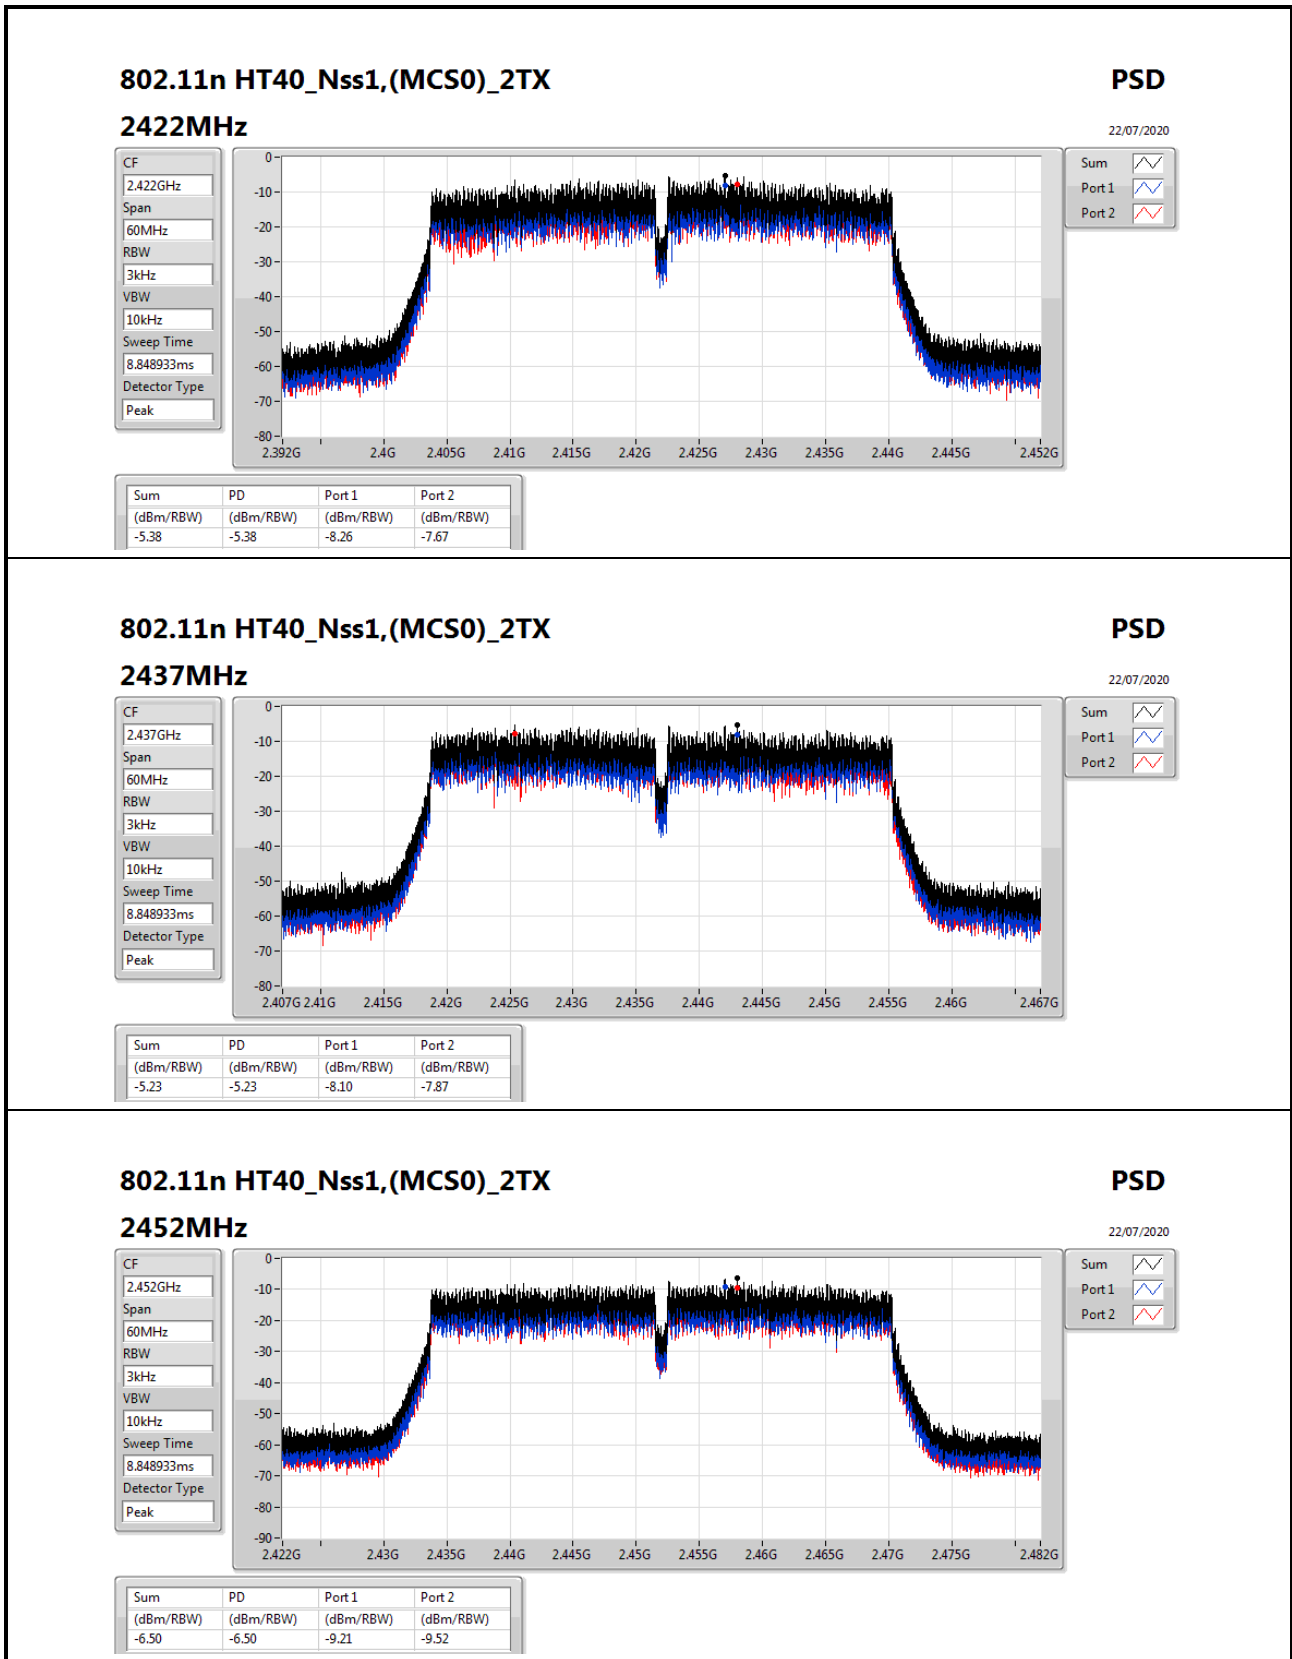 802.11n HT40_Nss1,(MCS0)_2TX PSD
2422MHz 22/07/2020
CF
2.422GHz
Span
60MHz
RBW
3kHz
VBW
10kHz
Sweep Time
8.848933ms
Detector Type
Peak
0
-10
-20
-30
-40
-50
-60
-70
-80
2.392G 2.4G 2.405G 2.41G 2.415G 2.42G 2.425G 2.43G 2.435G 2.44G 2.445G 2.452G
Sum
Port 1
Port 2
Sum PD Port 1 Port 2
(dBm/RBW) (dBm/RBW) (dBm/RBW) (dBm/RBW)
-5.38 -5.38 -8.26 -7.67
802.11n HT40_Nss1,(MCS0)_2TX PSD
2437MHz 22/07/2020
CF
2.437GHz
Span
60MHz
RBW
3kHz
VBW
10kHz
Sweep Time
8.848933ms
Detector Type
Peak
0
-10
-20
-30
-40
-50
-60
-70
-80
2.407G 2.41G 2.415G 2.42G 2.425G 2.43G 2.435G 2.44G 2.445G 2.45G 2.455G 2.46G 2.467G
Sum
Port 1
Port 2
Sum PD Port 1 Port 2
(dBm/RBW) (dBm/RBW) (dBm/RBW) (dBm/RBW)
-5.23 -5.23 -8.10 -7.87
802.11n HT40_Nss1,(MCS0)_2TX PSD
2452MHz 22/07/2020
CF
2.452GHz
Span
60MHz
RBW
3kHz
VBW
10kHz
Sweep Time
8.848933ms
Detector Type
Peak
0
-10
-20
-30
-40
-50
-60
-70
-80
-90
2.422G 2.43G 2.435G 2.44G 2.445G 2.45G 2.455G 2.46G 2.465G 2.47G 2.475G 2.482G
Sum
Port 1
Port 2
Sum PD Port 1 Port 2
(dBm/RBW) (dBm/RBW) (dBm/RBW) (dBm/RBW)
-6.50 -6.50 -9.21 -9.52